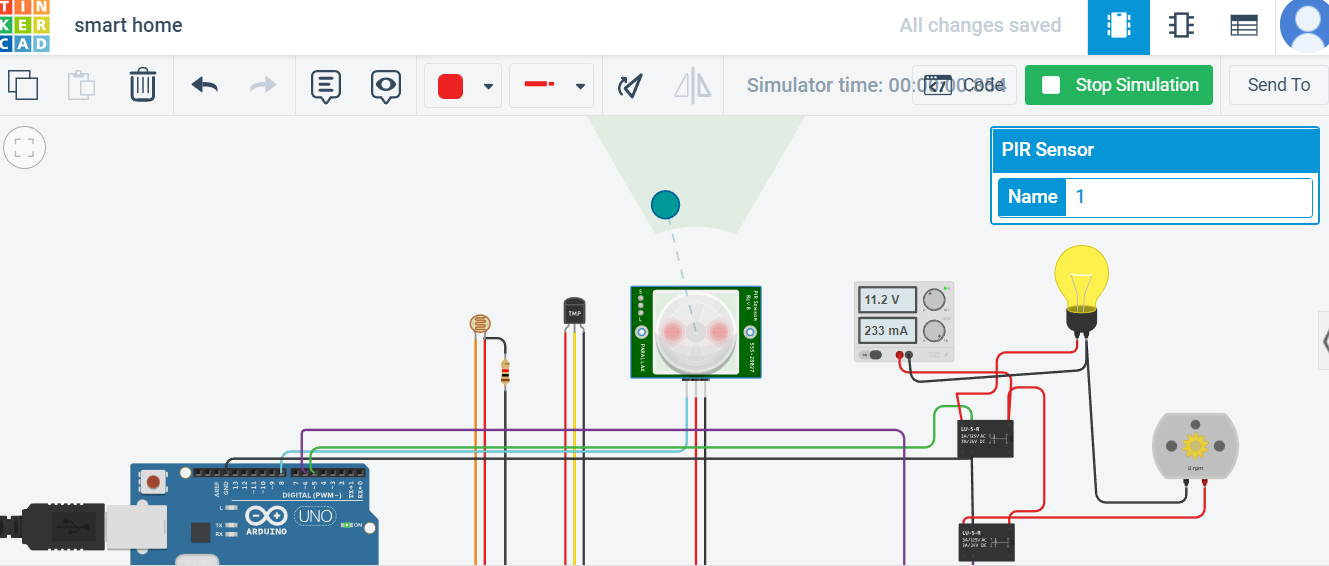 TIN
KER
CAD
smart home
All changes saved
Simulator time: 00:00:00.854
Code
Stop Simulation
Send To
PIR Sensor
Name 1
TMP
PIR Sensor
Rev B
PARALLAX
555-28027
11.2 V
233 mA
LU-5-R
0 rpm
AREF
GND
13
12
~11
~10
~9
8
7
~6
~5
4
~3
2
TX→1
RX←0
DIGITAL (PWM~)
L
TX
RX
UNO
ON
ARDUINO
LU-5-R